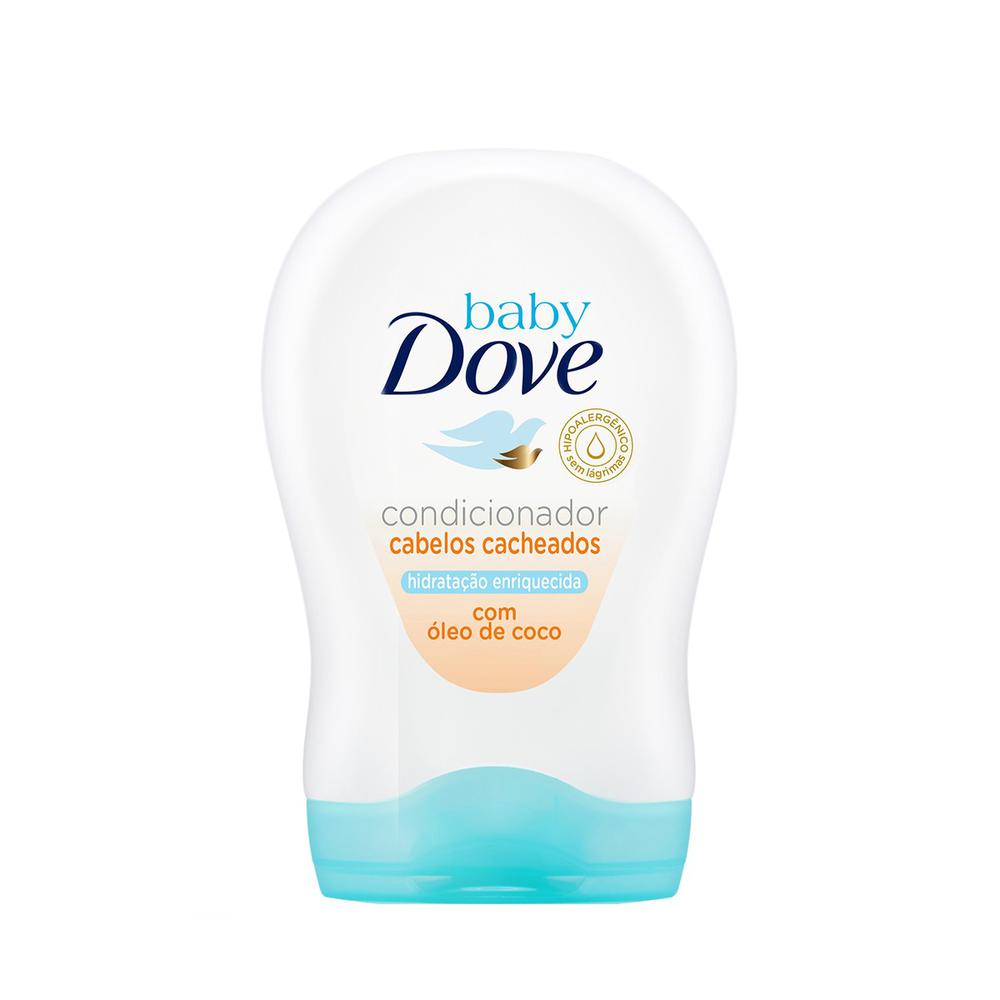 baby
Dove
HIPOALERGÊNICO
sem lágrimas
condicionador
cabelos cacheados
hidratação enriquecida
com
óleo de coco